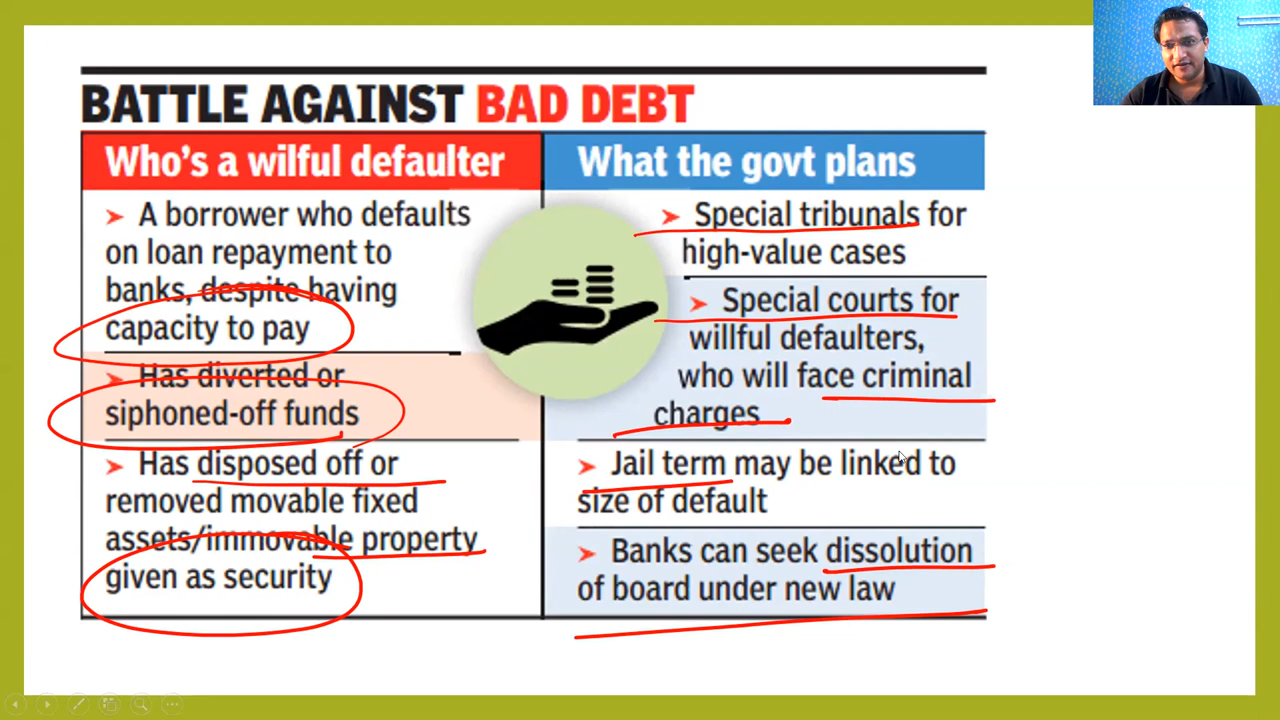 BATTLE AGAINST BAD DEBT
Who's a wilful defaulter
➤ A borrower who defaults
on loan repayment to
banks, despite having
capacity to pay
➤ Has diverted or
siphoned-off funds
➤ Has disposed off or
removed movable fixed
assets/immovable property
given as security
What the govt plans
➤ Special tribunals for
high-value cases
➤ Special courts for
willful defaulters,
who will face criminal
charges
➤ Jail term may be linked to
size of default
➤ Banks can seek dissolution
of board under new law